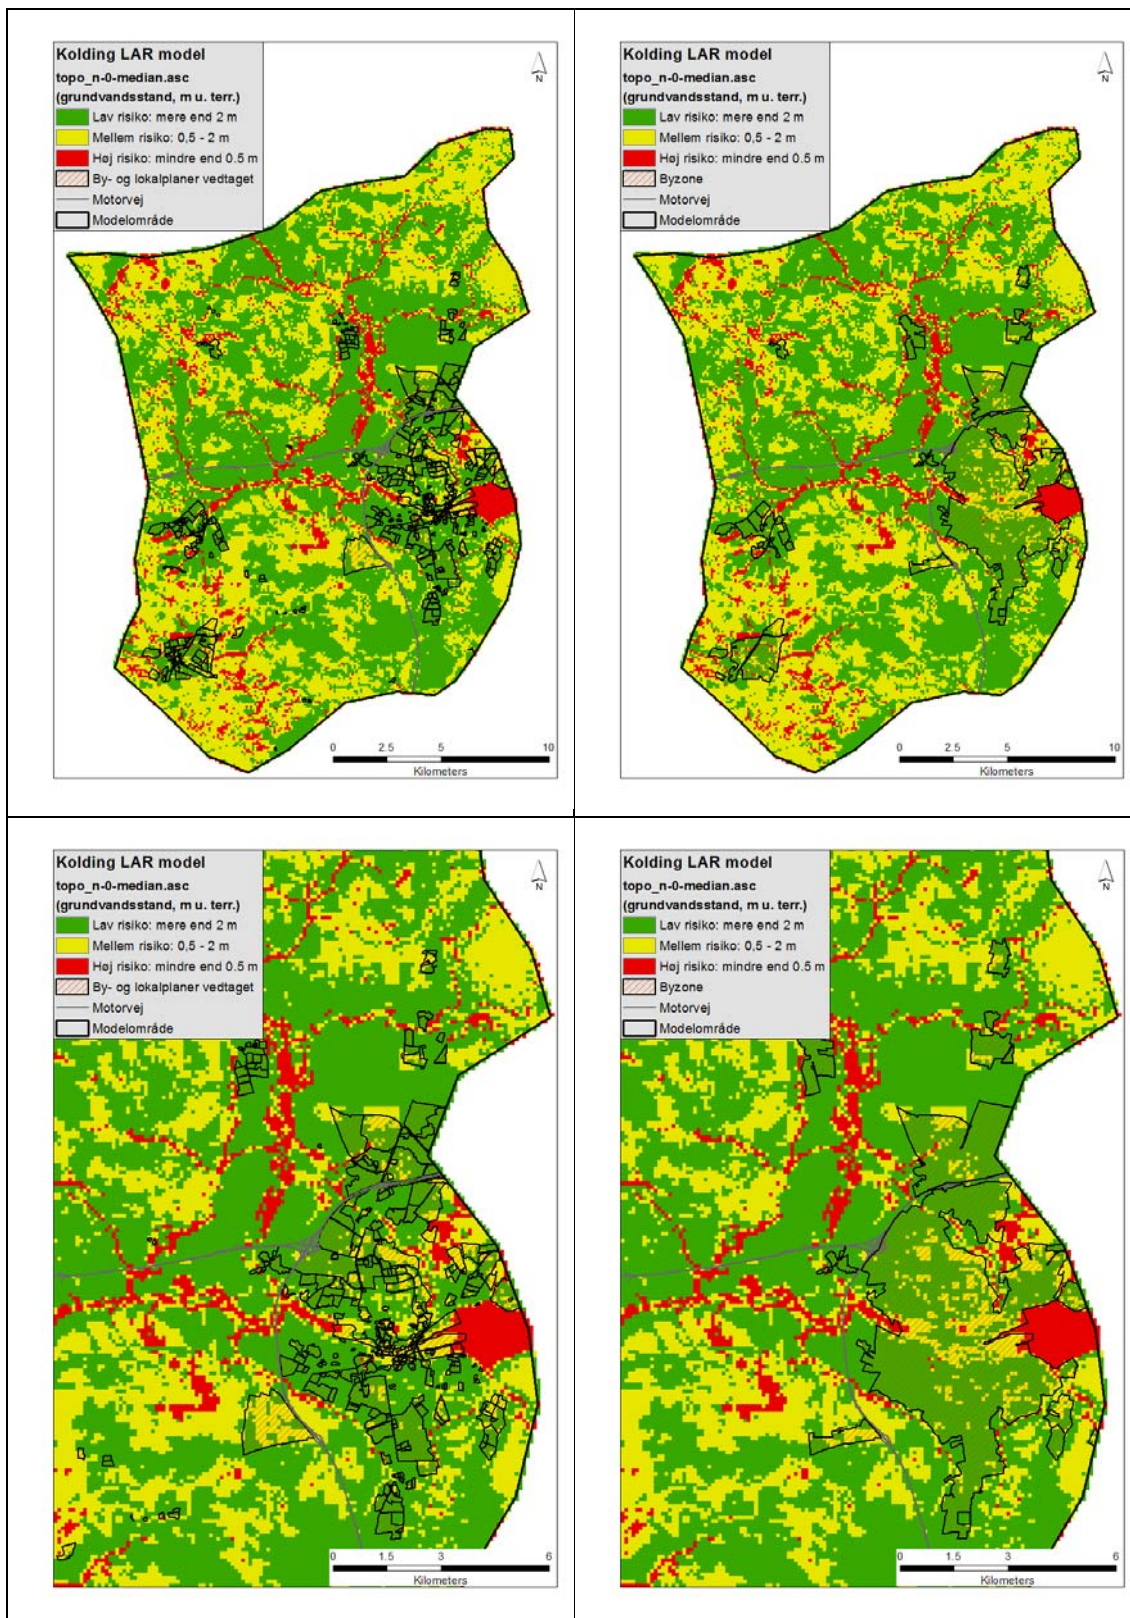 Kolding LAR model
topo_n-0-median.asc
(grundvandsstand, m u. terr.)
Lav risiko: mere end 2 m
Mellem risiko: 0,5 - 2 m
Høj risiko: mindre end 0.5 m
By- og lokalplaner vedtaget
Motorvej
Modelområde
N
0 2.5 5 10
Kilometers
Kolding LAR model
topo_n-0-median.asc
(grundvandsstand, m u. terr.)
Lav risiko: mere end 2 m
Mellem risiko: 0,5 - 2 m
Høj risiko: mindre end 0.5 m
Byzone
Motorvej
Modelområde
N
0 2.5 5 10
Kilometers
Kolding LAR model
topo_n-0-median.asc
(grundvandsstand, m u. terr.)
Lav risiko: mere end 2 m
Mellem risiko: 0,5 - 2 m
Høj risiko: mindre end 0.5 m
By- og lokalplaner vedtaget
Motorvej
Modelområde
N
0 1.5 3 6
Kilometers
Kolding LAR model
topo_n-0-median.asc
(grundvandsstand, m u. terr.)
Lav risiko: mere end 2 m
Mellem risiko: 0,5 - 2 m
Høj risiko: mindre end 0.5 m
Byzone
Motorvej
Modelområde
N
0 1.5 3 6
Kilometers